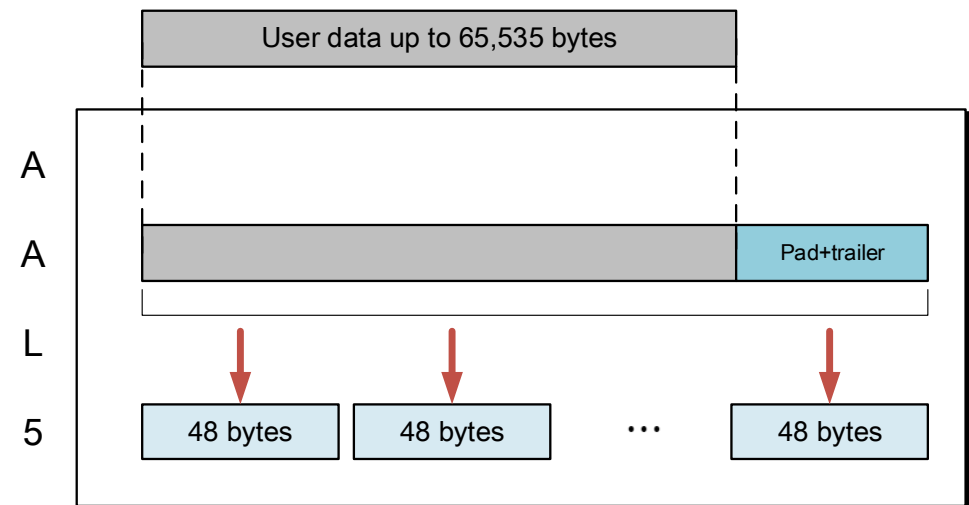 User data up to 65,535 bytes
A
A
Pad+trailer
L
5
48 bytes
48 bytes
...
48 bytes